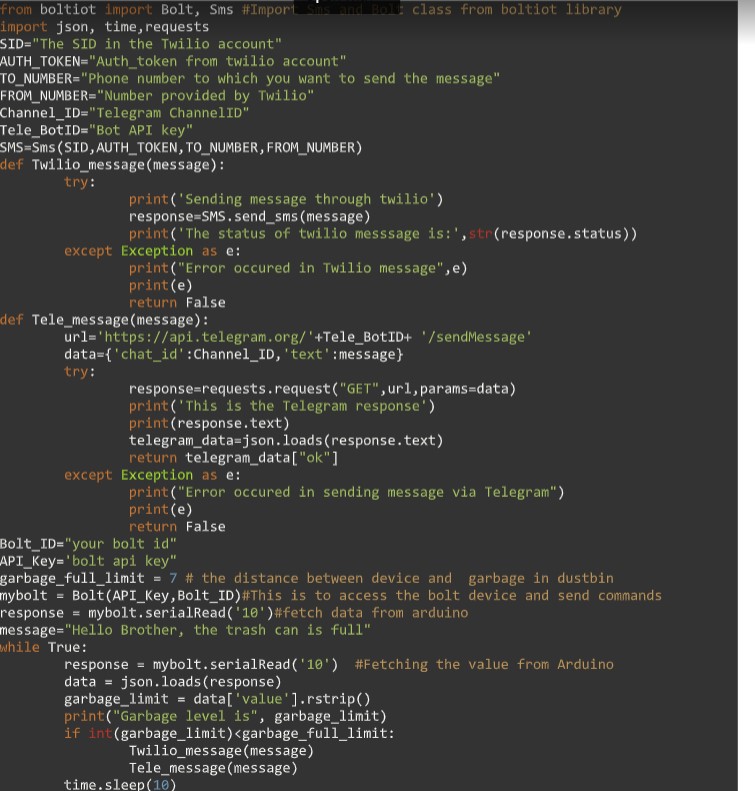 from boltiot import Bolt, Sms #Import Sms and Bolt class from boltiot library
import json, time,requests
SID="The SID in the Twilio account"
AUTH_TOKEN="Auth_token from twilio account"
TO_NUMBER="Phone number to which you want to send the message"
FROM_NUMBER="Number provided by Twilio"
Channel_ID="Telegram ChannelID"
Tele_BotID="Bot API key"
SMS=Sms(SID,AUTH_TOKEN,TO_NUMBER,FROM_NUMBER)
def Twilio_message(message):
        try:
                print('Sending message through twilio')
                response=SMS.send_sms(message)
                print('The status of twilio messsage is:',str(response.status))
        except Exception as e:
                print("Error occured in Twilio message",e)
                print(e)
                return False
def Tele_message(message):
        url='https://api.telegram.org/'+Tele_BotID+ '/sendMessage'
        data={'chat_id':Channel_ID,'text':message}
        try:
                response=requests.request("GET",url,params=data)
                print('This is the Telegram response')
                print(response.text)
                telegram_data=json.loads(response.text)
                return telegram_data["ok"]
        except Exception as e:
                print("Error occured in sending message via Telegram")
                print(e)
                return False
Bolt_ID="your bolt id"
API_Key='bolt api key"
garbage_full_limit = 7 # the distance between device and  garbage in dustbin
mybolt = Bolt(API_Key,Bolt_ID)#This is to access the bolt device and send commands
response = mybolt.serialRead('10')#fetch data from arduino
message="Hello Brother, the trash can is full"
while True:
        response = mybolt.serialRead('10')  #Fetching the value from Arduino
        data = json.loads(response)
        garbage_limit = data['value'].rstrip()
        print("Garbage level is", garbage_limit)
        if int(garbage_limit)<garbage_full_limit:
                Twilio_message(message)
                Tele_message(message)
        time.sleep(10)